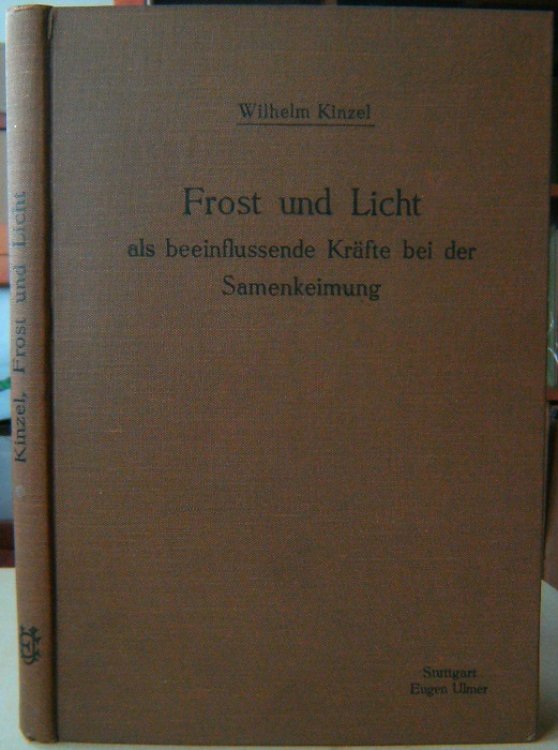 Wilhelm Kinzel
Frost und Licht
als beeinflussende Kräfte bei der
Samenkeimung
Stuttgart
Eugen Ulmer
Kinzel, Frost und Licht